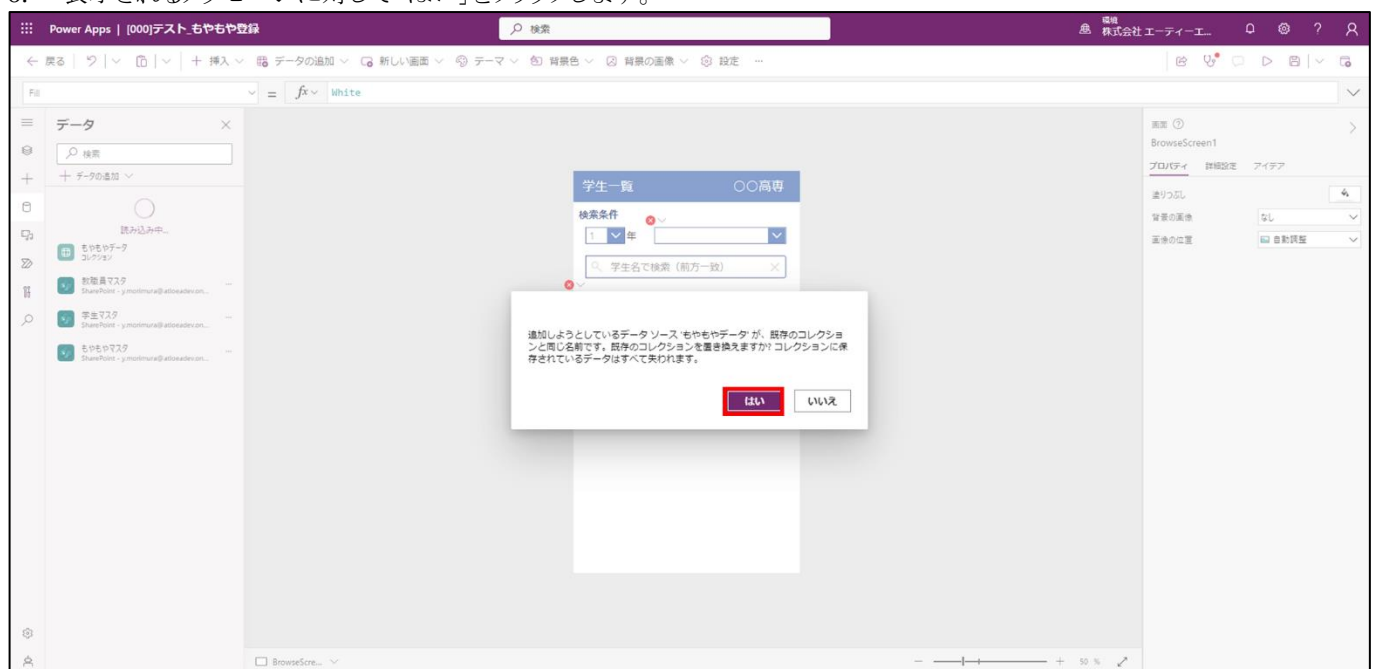 Power Apps | [000]テスト_もやもや登録
検索
環境
株式会社エーティーエ...
戻る
挿入
データの追加
新しい画面
テーマ
背景色
背景の画像
設定
...
Fill
= fx White
データ
検索
データの追加
読み込み中...
もやもやデータ
コレクション
教職員マスタ
学生マスタ
もやもやマスタ
学生一覧 〇〇高専
検索条件
1 年
学生名で検索（前方一致）
追加しようとしているデータ ソース 'もやもやデータ' が、既存のコレクショ
ンと同じ名前です。既存のコレクションを置き換えますか? コレクションに保
存されているデータはすべて失われます。
はい いいえ
画面
BrowseScreen1
プロパティ 詳細設定 アイデア
塗りつぶし
背景の画像 なし
画像の位置 自動調整
BrowseScre...
50 %